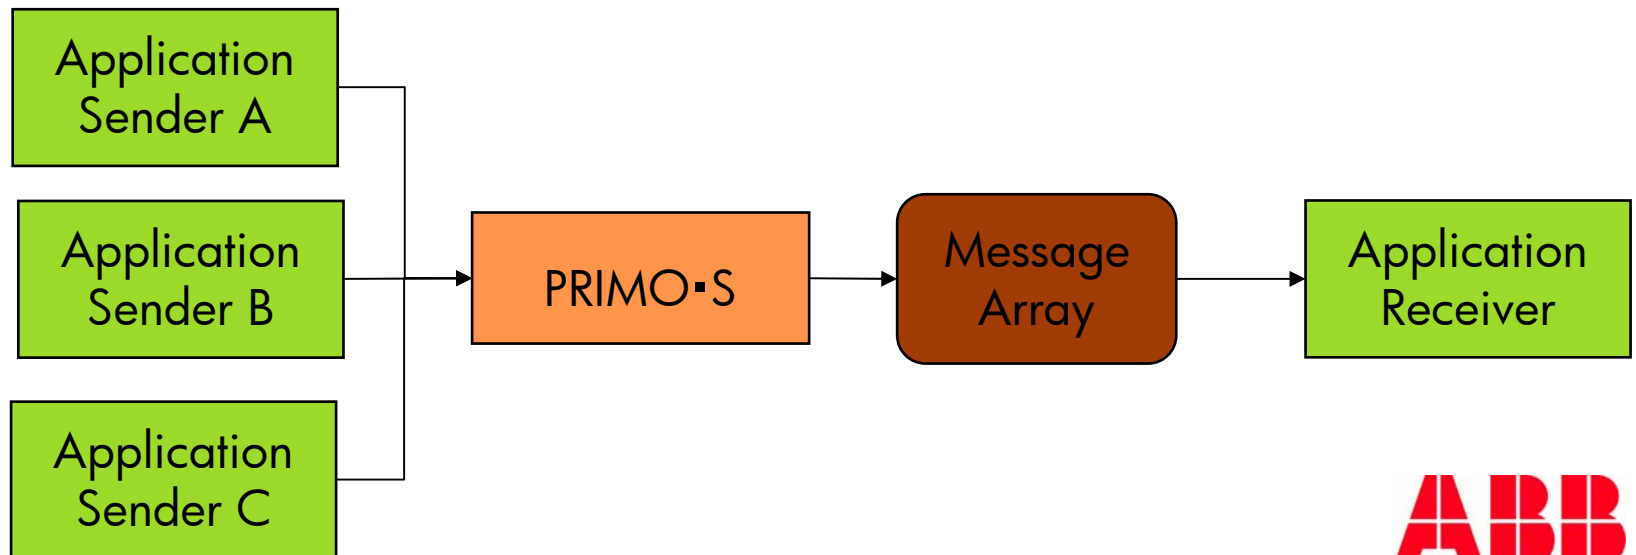 Application
Sender A
Application
Sender B
Application
Sender C
PRIMO▪S
Message
Array
Application
Receiver
ABB